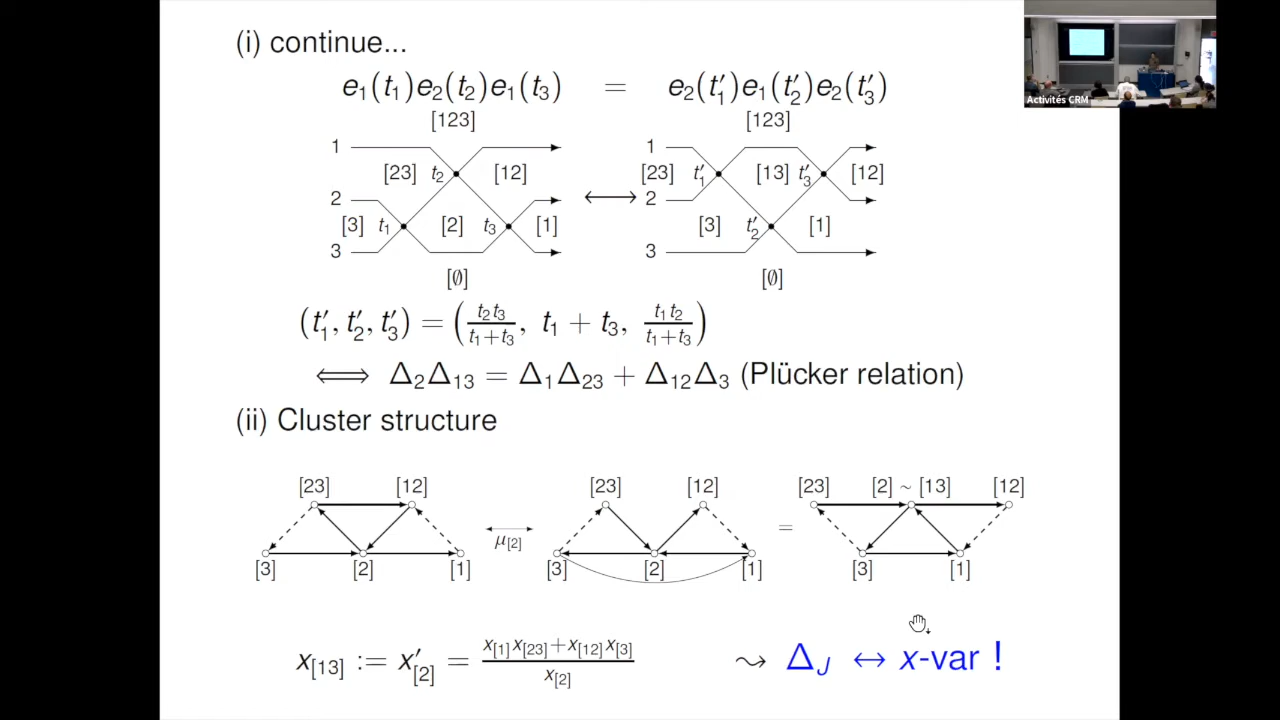 (i) continue...
e₁(t₁)e₂(t₂)e₁(t₃) = e₂(t′₁)e₁(t′₂)e₂(t′₃)
[123] [123]
1 1
[23] t₂ [12] [23] t′₁ [13] t′₃ [12]
2 2
[3] t₁ [2] t₃ [1] [3] t′₂ [1]
3 3
[∅] [∅]
(t′₁, t′₂, t′₃) = (t₂t₃/(t₁+t₃), t₁ + t₃, t₁t₂/(t₁+t₃))
⟺ Δ₂Δ₁₃ = Δ₁Δ₂₃ + Δ₁₂Δ₃ (Plücker relation)
(ii) Cluster structure
[23] [12] [23] [12] [23] [2] ~ [13] [12]
μ[2] =
[3] [2] [1] [3] [2] [1] [3] [1]
x[13] := x′[2] = (x[1]x[23]+x[12]x[3])/x[2] ⇝ Δ_J ↔ x-var !
Activités CRM